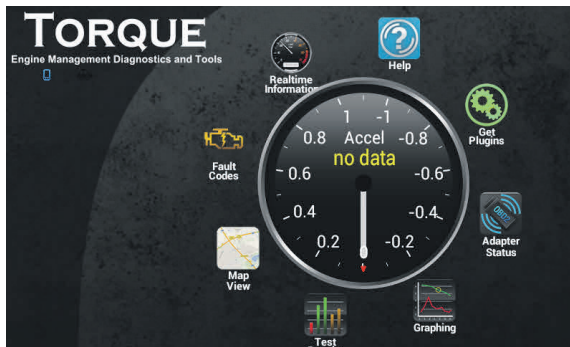 TORQUE
Engine Management Diagnostics and Tools
Realtime
Information
Help
Get
Plugins
Fault
Codes
1 -1
0.8 Accel -0.8
no data
0.6 -0.6
0.4 -0.4
0.2 -0.2
OBD2
Adapter
Status
Map
View
Graphing
Test